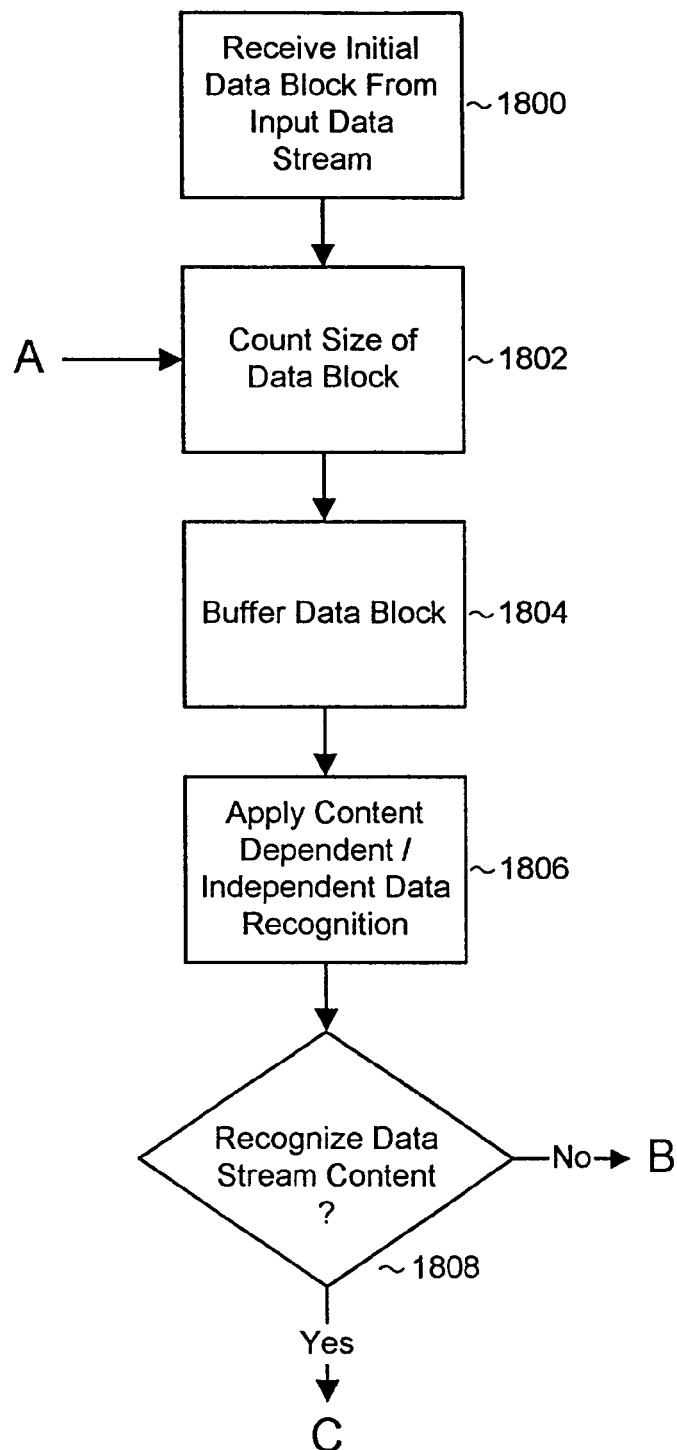 Receive Initial
Data Block From
Input Data
Stream
~1800
A
Count Size of
Data Block
~1802
Buffer Data Block
~1804
Apply Content
Dependent /
Independent Data
Recognition
~1806
Recognize Data
Stream Content
?
No
B
~1808
Yes
C